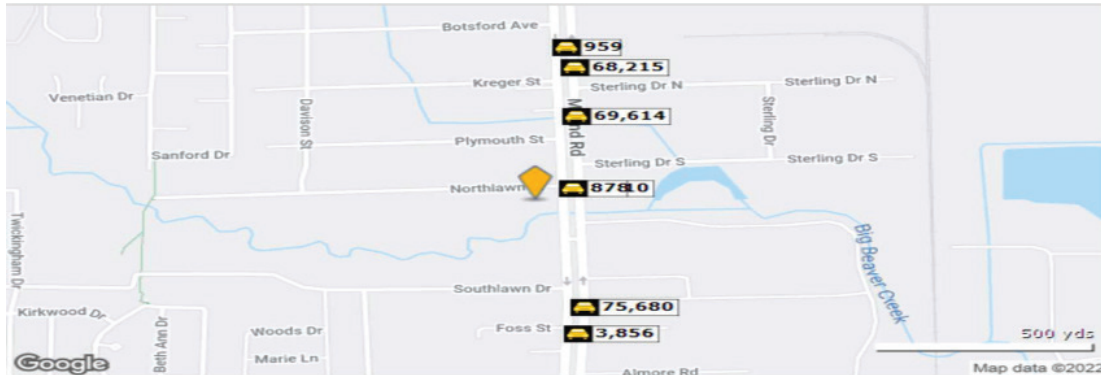 Botsford Ave
959
68,215
Kreger St
Sterling Dr N
Sterling Dr N
Venetian Dr
Davison St
Sterling Dr
69,614
Plymouth St
Sanford Dr
Sterling Dr S
Sterling Dr S
Northlawn
Twickingham Dr
Big Beaver Creek
Southlawn Dr
75,680
Kirkwood Dr
Beth Ann Dr
Woods Dr
Foss St
3,856
500 yds
Marie Ln
Almore Rd
Google
Map data ©2022